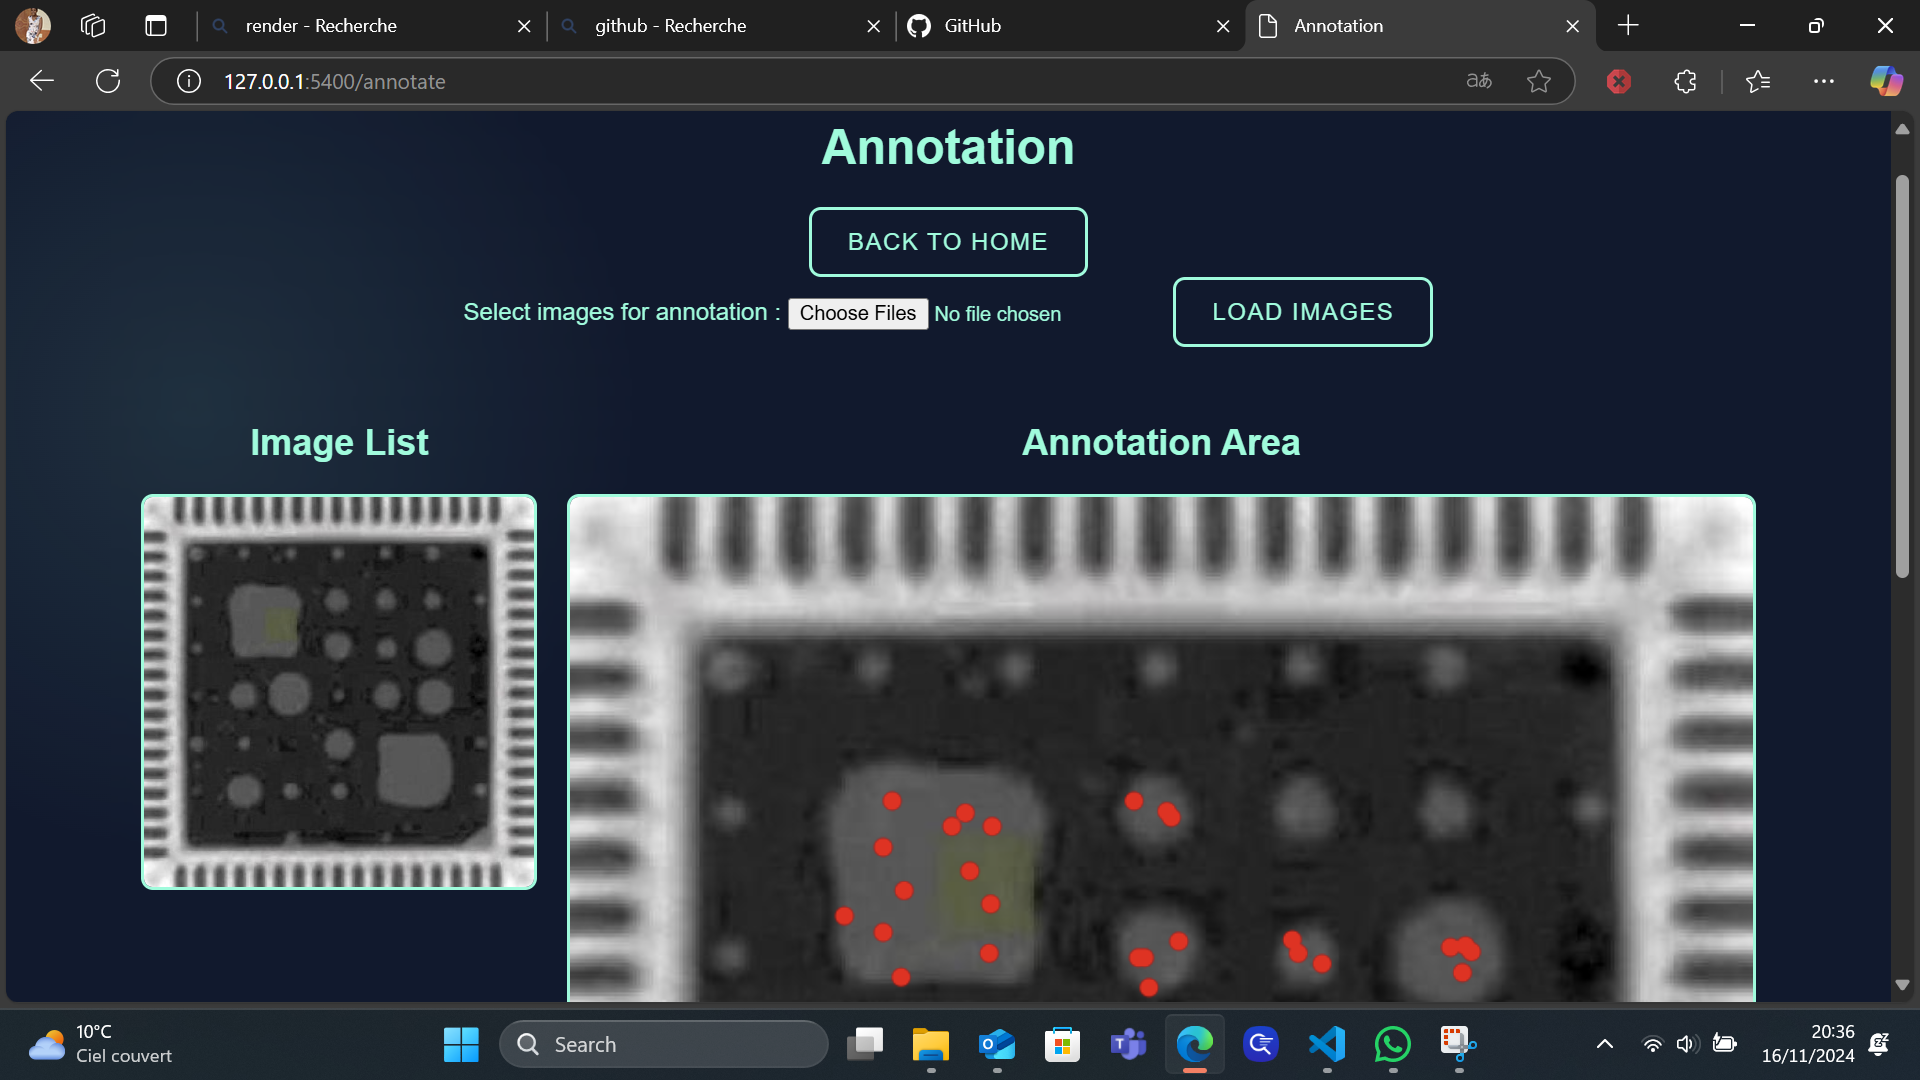 render - Recherche
github - Recherche
GitHub
Annotation
127.0.0.1:5400/annotate
aあ
Annotation
BACK TO HOME
Select images for annotation : Choose Files No file chosen
LOAD IMAGES
Image List
Annotation Area
10°C
Ciel couvert
Search
20:36
16/11/2024